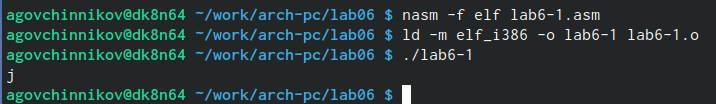 agovchinnikov@dk8n64 ~/work/arch-pc/lab06 $ nasm -f elf lab6-1.asm
agovchinnikov@dk8n64 ~/work/arch-pc/lab06 $ ld -m elf_i386 -o lab6-1 lab6-1.o
agovchinnikov@dk8n64 ~/work/arch-pc/lab06 $ ./lab6-1
j
agovchinnikov@dk8n64 ~/work/arch-pc/lab06 $